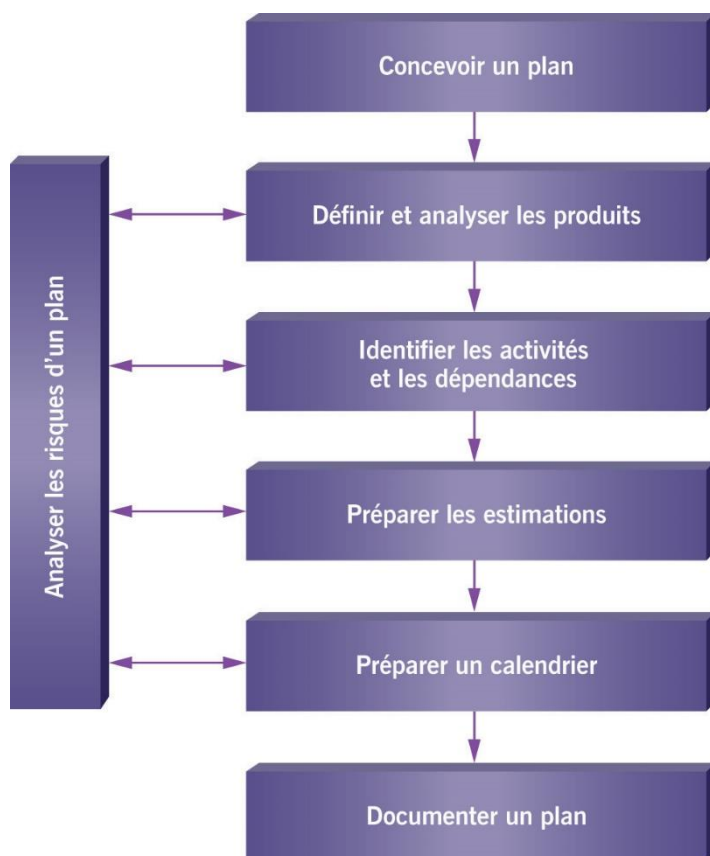 Concevoir un plan
Définir et analyser les produits
Identifier les activités
et les dépendances
Préparer les estimations
Préparer un calendrier
Documenter un plan
Analyser les risques d’un plan